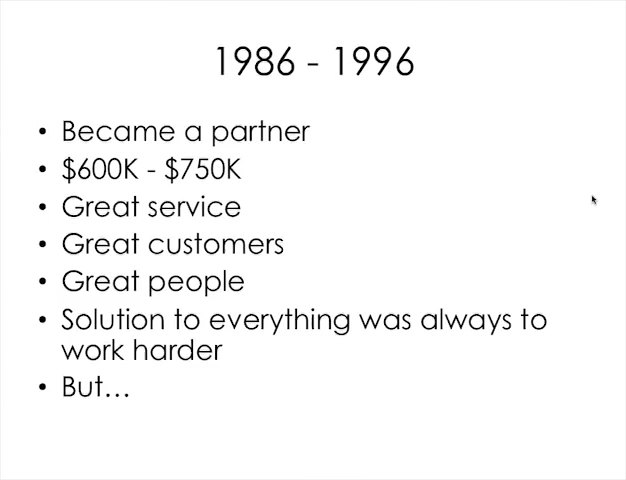 1986 - 1996
• Became a partner
• $600K - $750K
• Great service
• Great customers
• Great people
• Solution to everything was always to
work harder
• But…